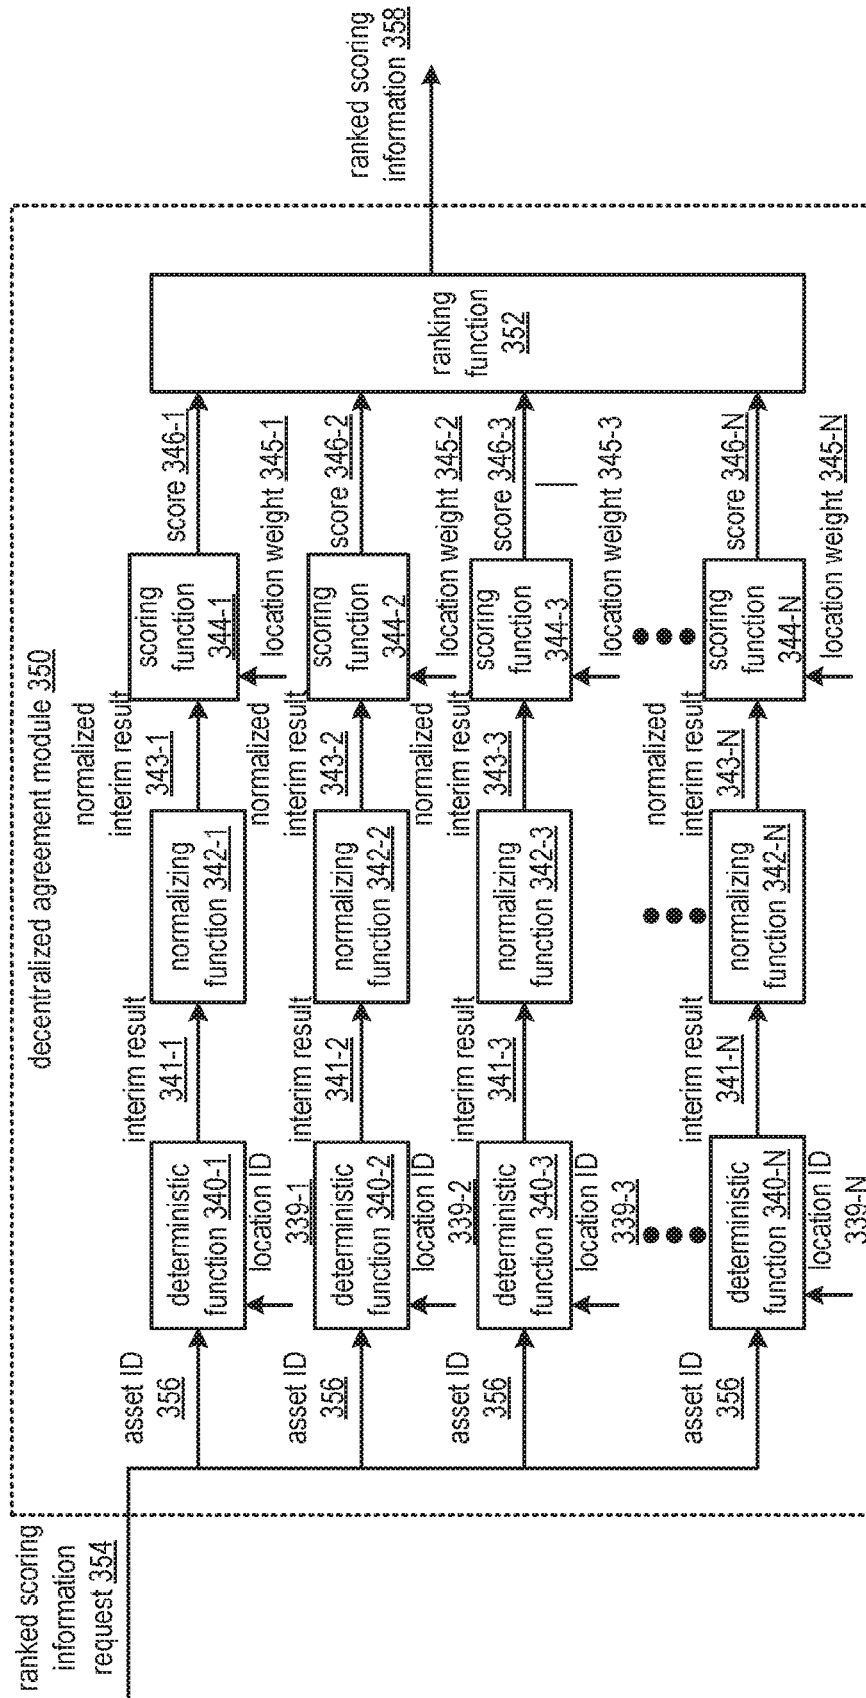 ranked scoring
information
request 354
decentralized agreement module 350
asset ID
356
deterministic
function 340-1
location ID
339-1
interim result
341-1
normalizing
function 342-1
normalized
interim result
343-1
scoring
function
344-1
location weight 345-1
score 346-1
asset ID
356
deterministic
function 340-2
location ID
339-2
interim result
341-2
normalizing
function 342-2
normalized
interim result
343-2
scoring
function
344-2
location weight 345-2
score 346-2
asset ID
356
deterministic
function 340-3
location ID
339-3
interim result
341-3
normalizing
function 342-3
normalized
interim result
343-3
scoring
function
344-3
location weight 345-3
score 346-3
asset ID
356
deterministic
function 340-N
location ID
339-N
interim result
341-N
normalizing
function 342-N
normalized
interim result
343-N
scoring
function
344-N
location weight 345-N
score 346-N
ranking
function
352
ranked scoring
information 358